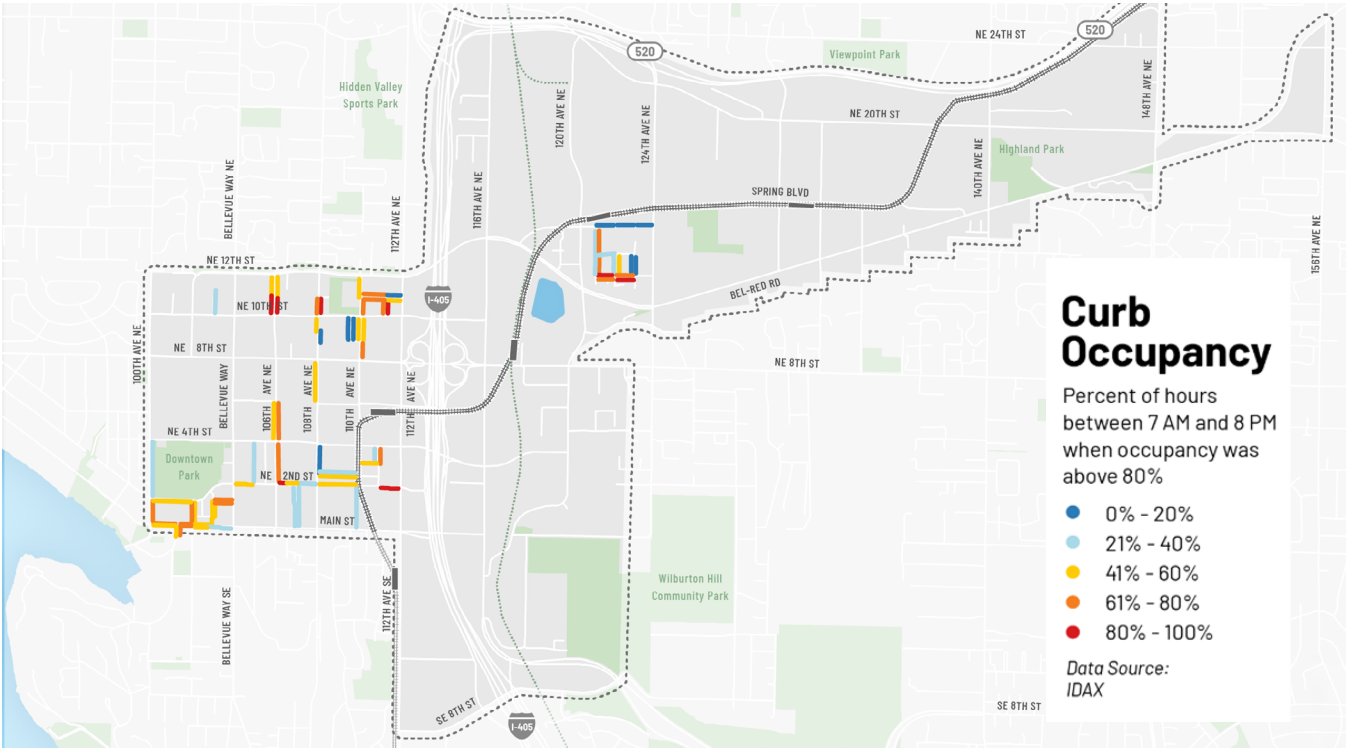 520
NE 24TH ST
520
Viewpoint Park
Hidden Valley
Sports Park
148TH AVE NE
120TH AVE NE
124TH AVE NE
NE 20TH ST
Highland Park
140TH AVE NE
BELLEVUE WAY NE
112TH AVE NE
116TH AVE NE
SPRING BLVD
156TH AVE NE
NE 12TH ST
BEL-RED RD
I-405
NE 10TH ST
100TH AVE NE
NE 8TH ST
NE 8TH ST
BELLEVUE WAY
106TH AVE NE
108TH AVE NE
110TH AVE NE
112TH AVE NE
NE 4TH ST
Downtown
Park
NE 2ND ST
MAIN ST
112TH AVE SE
BELLEVUE WAY SE
Wilburton Hill
Community Park
SE 8TH ST
I-405
SE 8TH ST
Curb
Occupancy
Percent of hours
between 7 AM and 8 PM
when occupancy was
above 80%
0% - 20%
21% - 40%
41% - 60%
61% - 80%
80% - 100%
Data Source:
IDAX